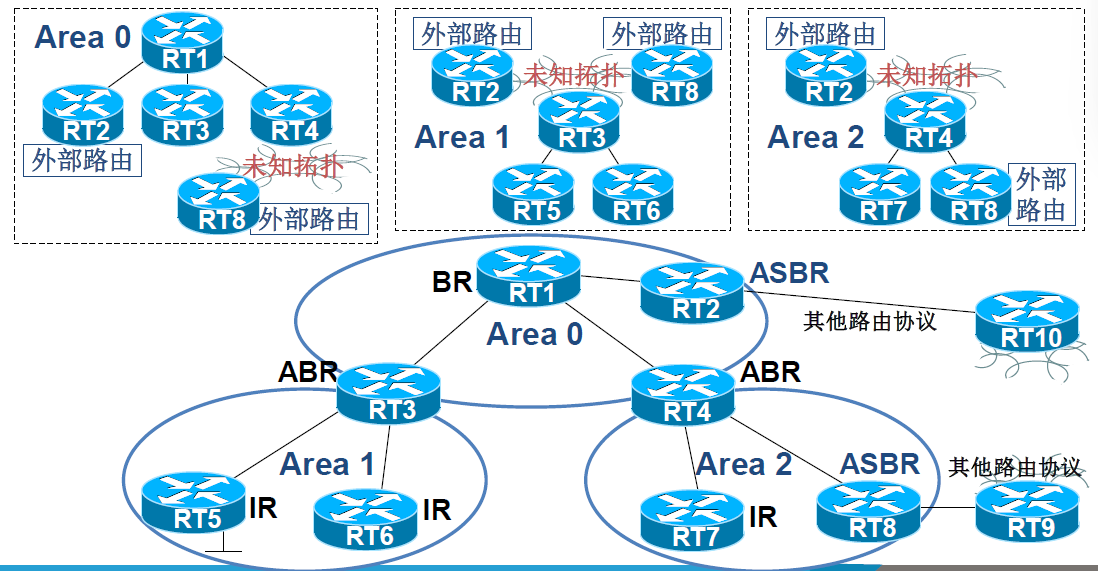 Area 0
RT1
RT2
RT3
RT4
外部路由
未知拓扑
RT8
外部路由
外部路由
外部路由
RT2
未知拓扑
RT8
Area 1
RT3
RT5
RT6
外部路由
RT2
未知拓扑
Area 2
RT4
RT7
RT8
外部
路由
BR
RT1
RT2
ASBR
Area 0
其他路由协议
RT10
ABR
RT3
RT4
ABR
Area 1
RT5
IR
RT6
IR
Area 2
ASBR
RT7
IR
RT8
其他路由协议
RT9